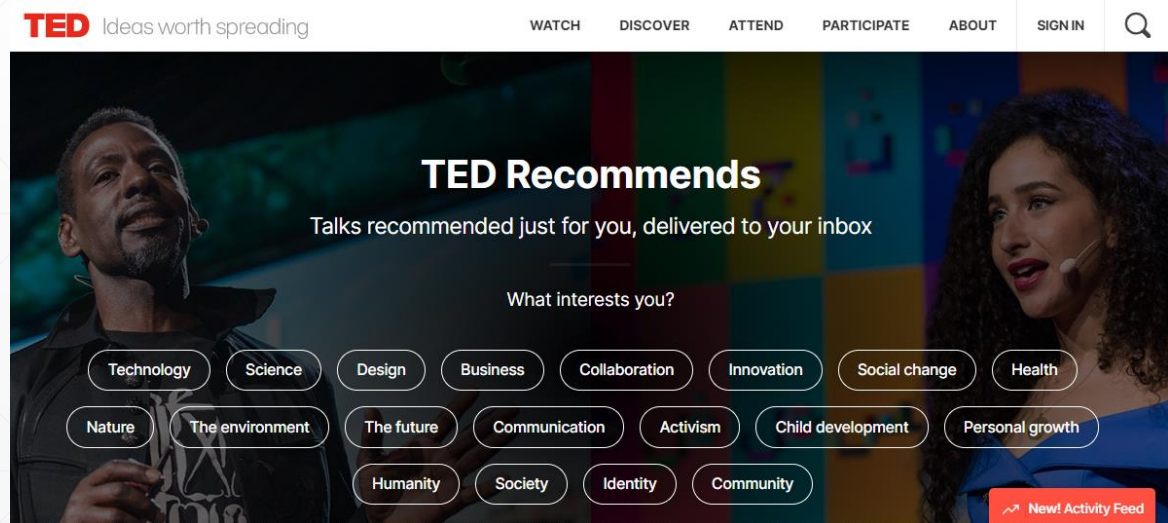 TED Ideas worth spreading WATCH DISCOVER ATTEND PARTICIPATE ABOUT SIGN IN
TED Recommends
Talks recommended just for you, delivered to your inbox
What interests you?
Technology Science Design Business Collaboration Innovation Social change Health
Nature The environment The future Communication Activism Child development Personal growth
Humanity Society Identity Community
New! Activity Feed